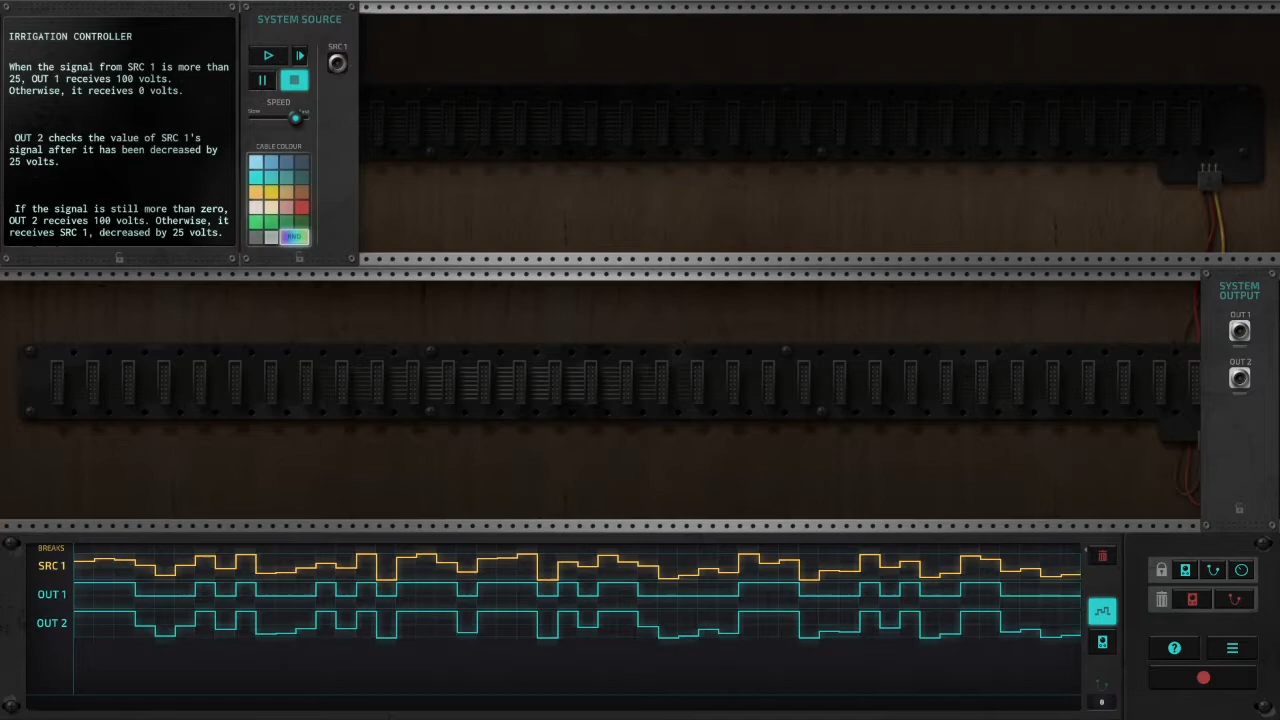 IRRIGATION CONTROLLER
When the signal from SRC 1 is more than
25, OUT 1 receives 100 volts.
Otherwise, it receives 0 volts.
OUT 2 checks the value of SRC 1's
signal after it has been decreased by
25 volts.
If the signal is still more than zero,
OUT 2 receives 100 volts. Otherwise, it
receives SRC 1, decreased by 25 volts.
SYSTEM SOURCE
SRC 1
SPEED
Slow Fast
CABLE COLOUR
RND
SYSTEM
OUTPUT
OUT 1
OUT 2
BREAKS
SRC 1
OUT 1
OUT 2
?
0